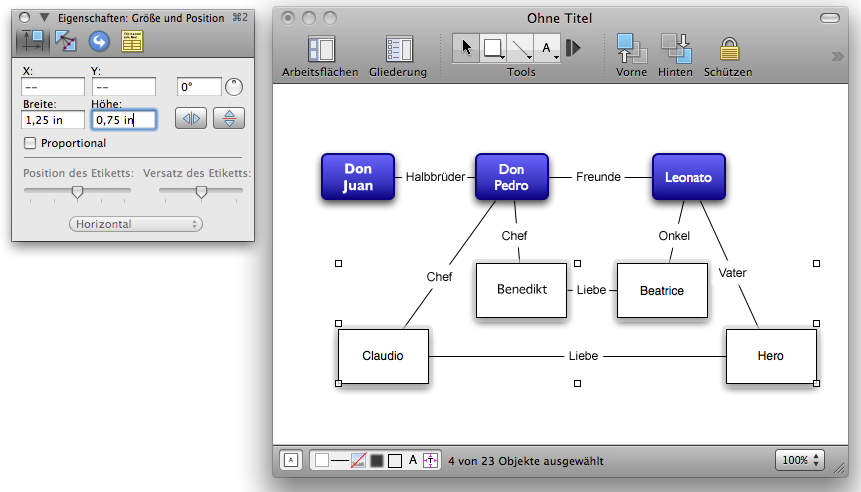 Eigenschaften: Größe und Position ⌘2
X:
Y:
--
--
0°
Breite:
Höhe:
1,25 in
0,75 in
Proportional
Position des Etiketts:
Versatz des Etiketts:
Horizontal
Ohne Titel
A
Arbeitsflächen
Gliederung
Tools
Vorne
Hinten
Schützen
Don
Juan
Halbbrüder
Don
Pedro
Freunde
Leonato
Chef
Onkel
Chef
Vater
Benedikt
Liebe
Beatrice
Claudio
Liebe
Hero
A
A
T
4 von 23 Objekte ausgewählt
100%